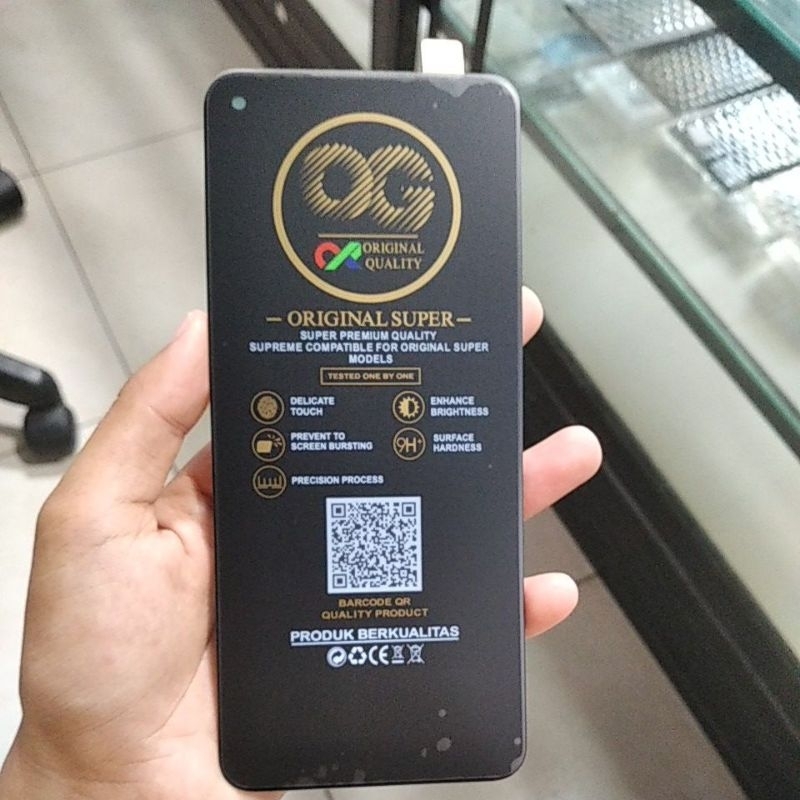 OG
ORIGINAL
QUALITY
ORIGINAL SUPER
SUPER PREMIUM QUALITY
SUPREME COMPATIBLE FOR ORIGINAL SUPER
MODELS
TESTED ONE BY ONE
DELICATE
TOUCH
ENHANCE
BRIGHTNESS
PREVENT TO
SCREEN BURSTING
9H+
SURFACE
HARDNESS
PRECISION PROCESS
BARCODE QR
QUALITY PRODUCT
PRODUK BERKUALITAS
CE